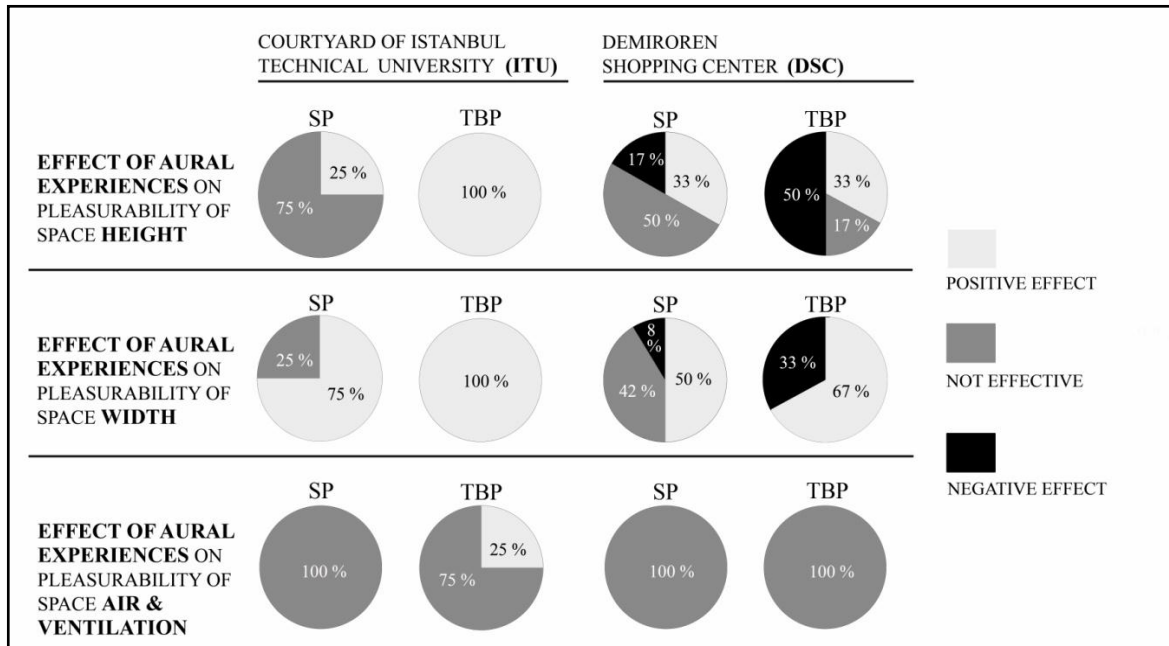 COURTYARD OF ISTANBUL
TECHNICAL UNIVERSITY (ITU)
DEMIROREN
SHOPPING CENTER (DSC)
SP
TBP
SP
TBP
EFFECT OF AURAL
EXPERIENCES ON
PLEASURABILITY OF
SPACE HEIGHT
25 %
75 %
100 %
17 %
33 %
50 %
50 %
33 %
17 %
SP
TBP
SP
TBP
EFFECT OF AURAL
EXPERIENCES ON
PLEASURABILITY OF
SPACE WIDTH
25 %
75 %
100 %
8
%
42 %
50 %
33 %
67 %
SP
TBP
SP
TBP
EFFECT OF AURAL
EXPERIENCES ON
PLEASURABILITY OF
SPACE AIR &
VENTILATION
100 %
25 %
75 %
100 %
100 %
POSITIVE EFFECT
NOT EFFECTIVE
NEGATIVE EFFECT